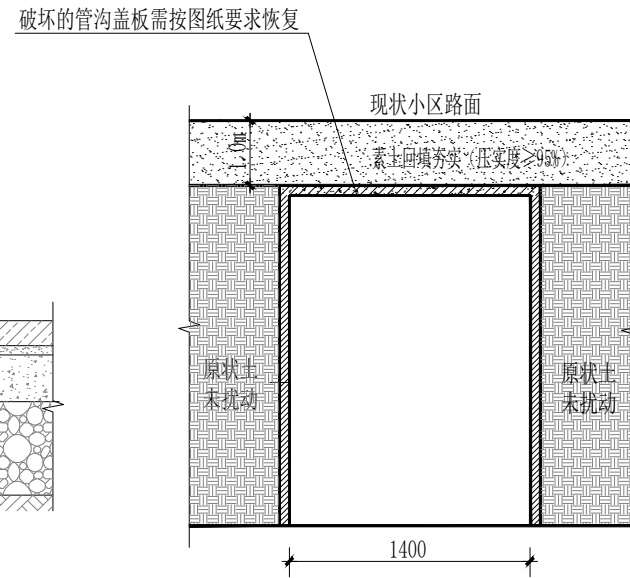 破坏的管沟盖板需按图纸要求恢复
现状小区路面
1.0m
素土回填夯实（压实度≥95%）
原状土
未扰动
原状土
未扰动
1400